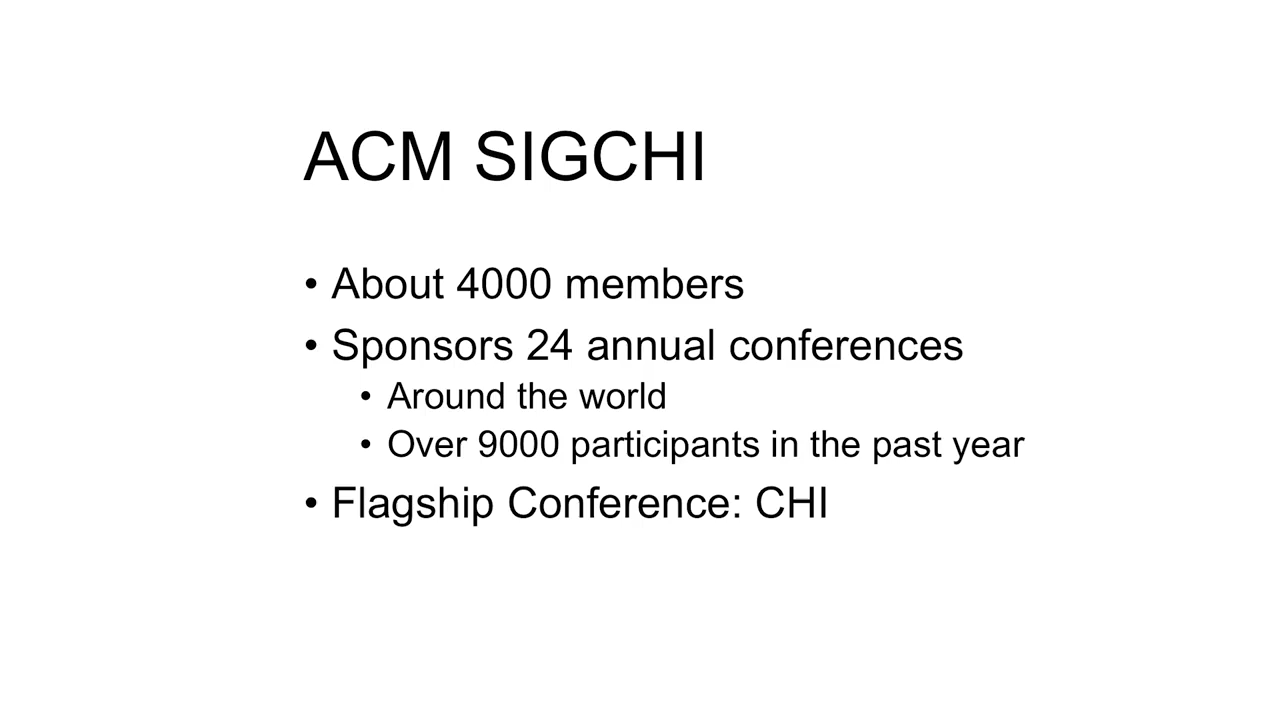 ACM SIGCHI
• About 4000 members
• Sponsors 24 annual conferences
• Around the world
• Over 9000 participants in the past year
• Flagship Conference: CHI